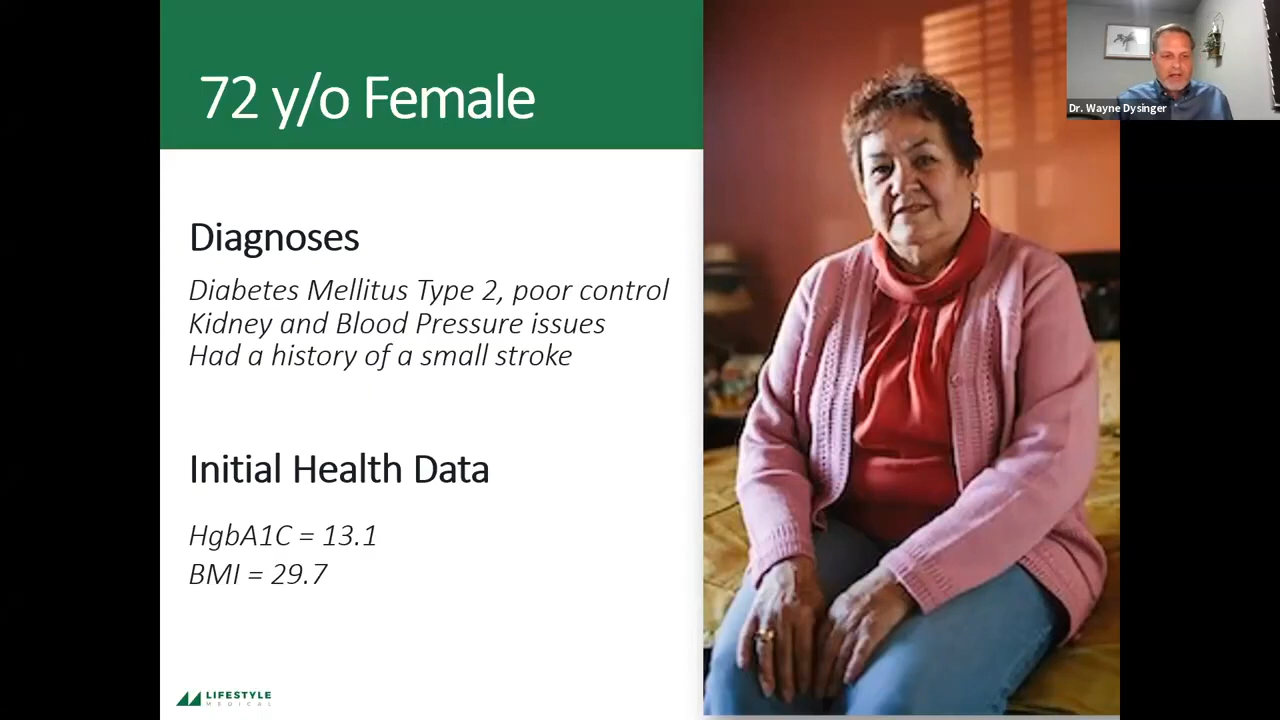 72 y/o Female
Dr. Wayne Dysinger
Diagnoses
Diabetes Mellitus Type 2, poor control
Kidney and Blood Pressure issues
Had a history of a small stroke
Initial Health Data
HgbA1C = 13.1
BMI = 29.7
LIFESTYLE
MEDICAL